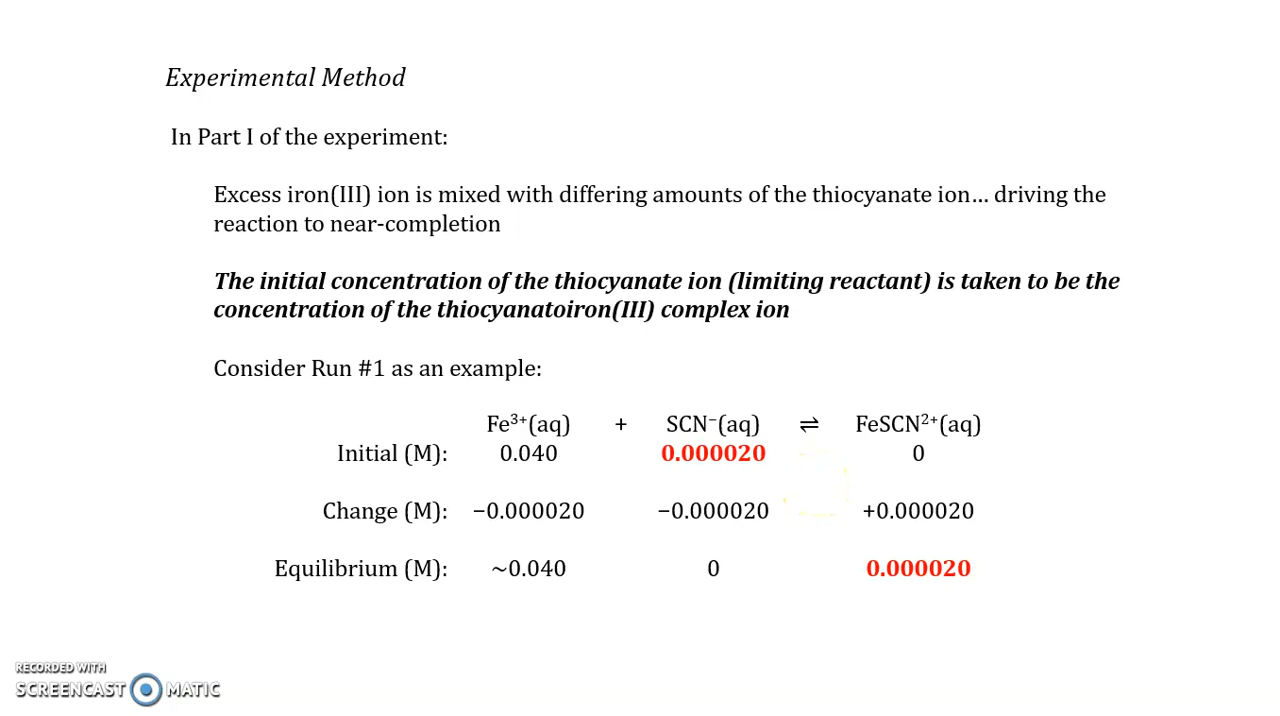 Experimental Method
In Part I of the experiment:
Excess iron(III) ion is mixed with differing amounts of the thiocyanate ion… driving the
reaction to near-completion
The initial concentration of the thiocyanate ion (limiting reactant) is taken to be the
concentration of the thiocyanatoiron(III) complex ion
Consider Run #1 as an example:
Fe³⁺(aq) + SCN⁻(aq) ⇌ FeSCN²⁺(aq)
Initial (M): 0.040 0.000020 0
Change (M): −0.000020 −0.000020 +0.000020
Equilibrium (M): ~0.040 0 0.000020
RECORDED WITH
SCREENCAST MATIC